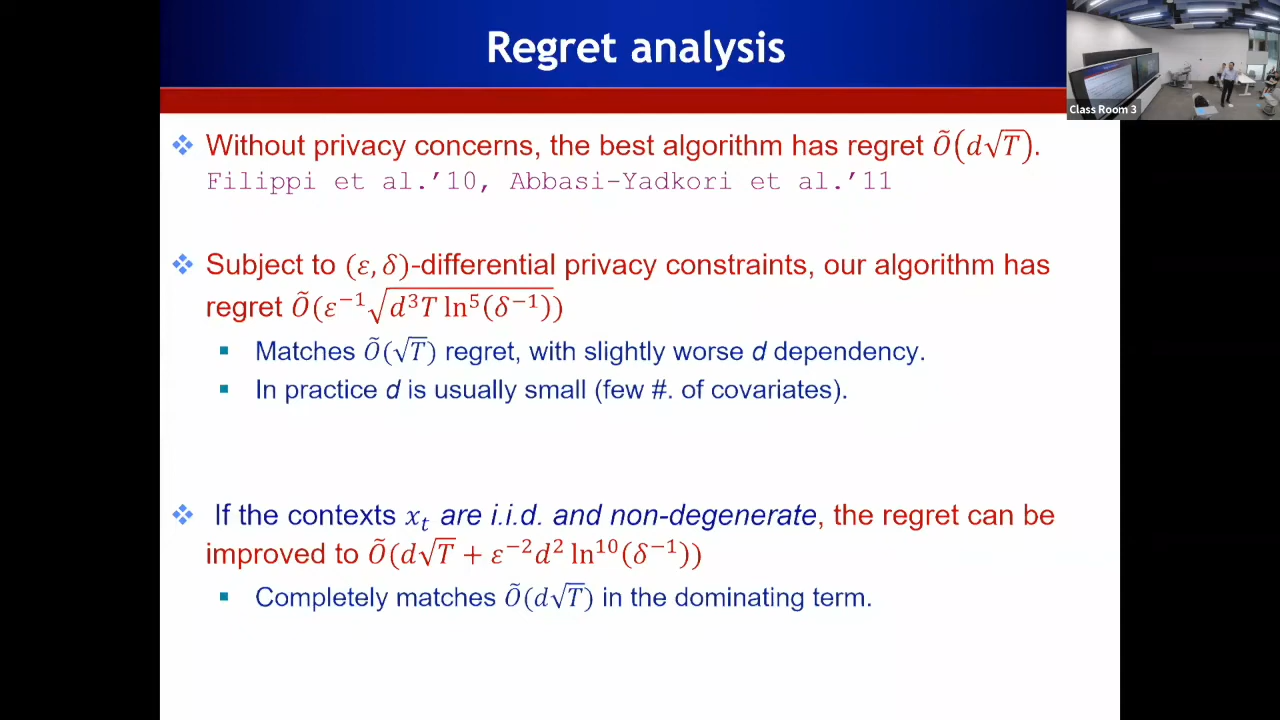 Regret analysis
Class Room 3
❖ Without privacy concerns, the best algorithm has regret Õ(d√T).
Filippi et al.'10, Abbasi-Yadkori et al.'11
❖ Subject to (ε, δ)-differential privacy constraints, our algorithm has
regret Õ(ε⁻¹√(d³T ln⁵(δ⁻¹)))
▪ Matches Õ(√T) regret, with slightly worse d dependency.
▪ In practice d is usually small (few #. of covariates).
❖ If the contexts xₜ are i.i.d. and non-degenerate, the regret can be
improved to Õ(d√T + ε⁻²d² ln¹⁰(δ⁻¹))
▪ Completely matches Õ(d√T) in the dominating term.